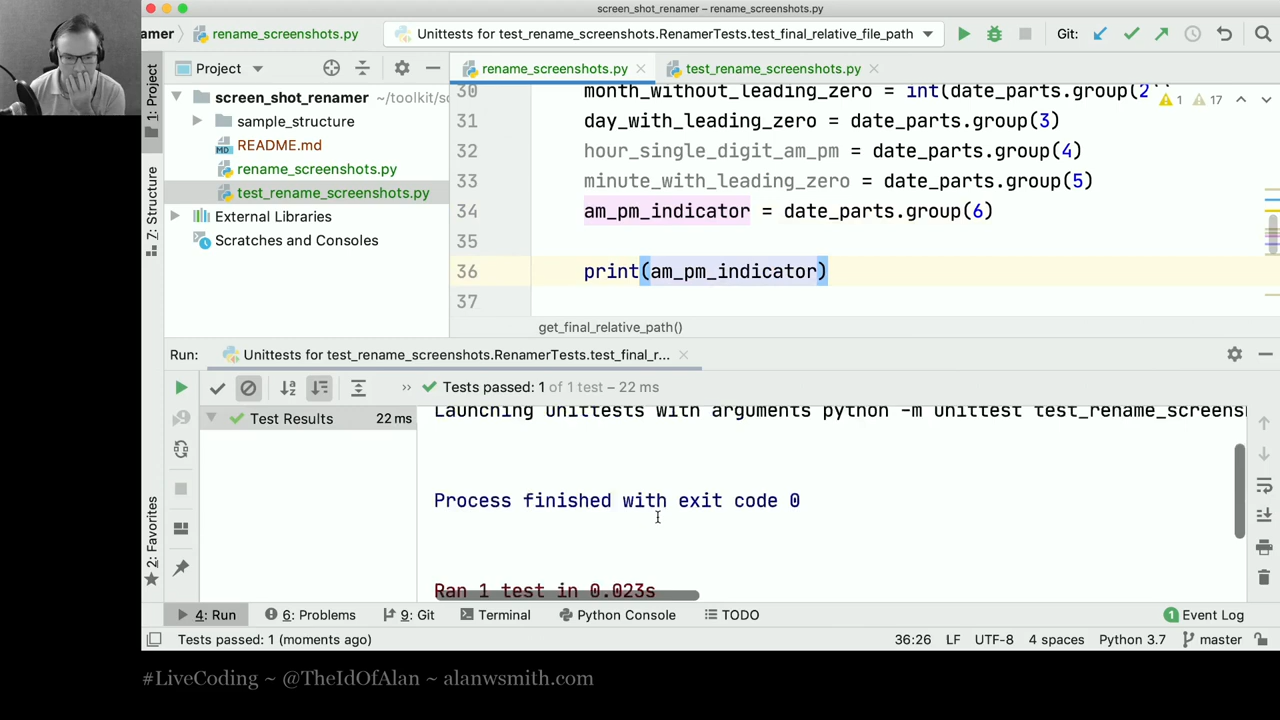 screen_shot_renamer – rename_screenshots.py
amer
rename_screenshots.py
Unittests for test_rename_screenshots.RenamerTests.test_final_relative_file_path
Git:
Project
rename_screenshots.py
test_rename_screenshots.py
1: Project
7: Structure
2: Favorites
screen_shot_renamer ~/toolkit/sc
sample_structure
README.md
rename_screenshots.py
test_rename_screenshots.py
External Libraries
Scratches and Consoles
30 month_without_leading_zero = int(date_parts.group(2
1 17
31 day_with_leading_zero = date_parts.group(3)
32 hour_single_digit_am_pm = date_parts.group(4)
33 minute_with_leading_zero = date_parts.group(5)
34 am_pm_indicator = date_parts.group(6)
35
36 print(am_pm_indicator)
37
get_final_relative_path()
Run:
Unittests for test_rename_screenshots.RenamerTests.test_final_r...
Tests passed: 1 of 1 test – 22 ms
Test Results 22 ms
Launching unittests with arguments python -m unittest test_rename_screens
Process finished with exit code 0
Ran 1 test in 0.023s
4: Run
6: Problems
9: Git
Terminal
Python Console
TODO
1 Event Log
Tests passed: 1 (moments ago)
36:26 LF UTF-8 4 spaces Python 3.7 master
#LiveCoding ~ @TheIdOfAlan ~ alanwsmith.com